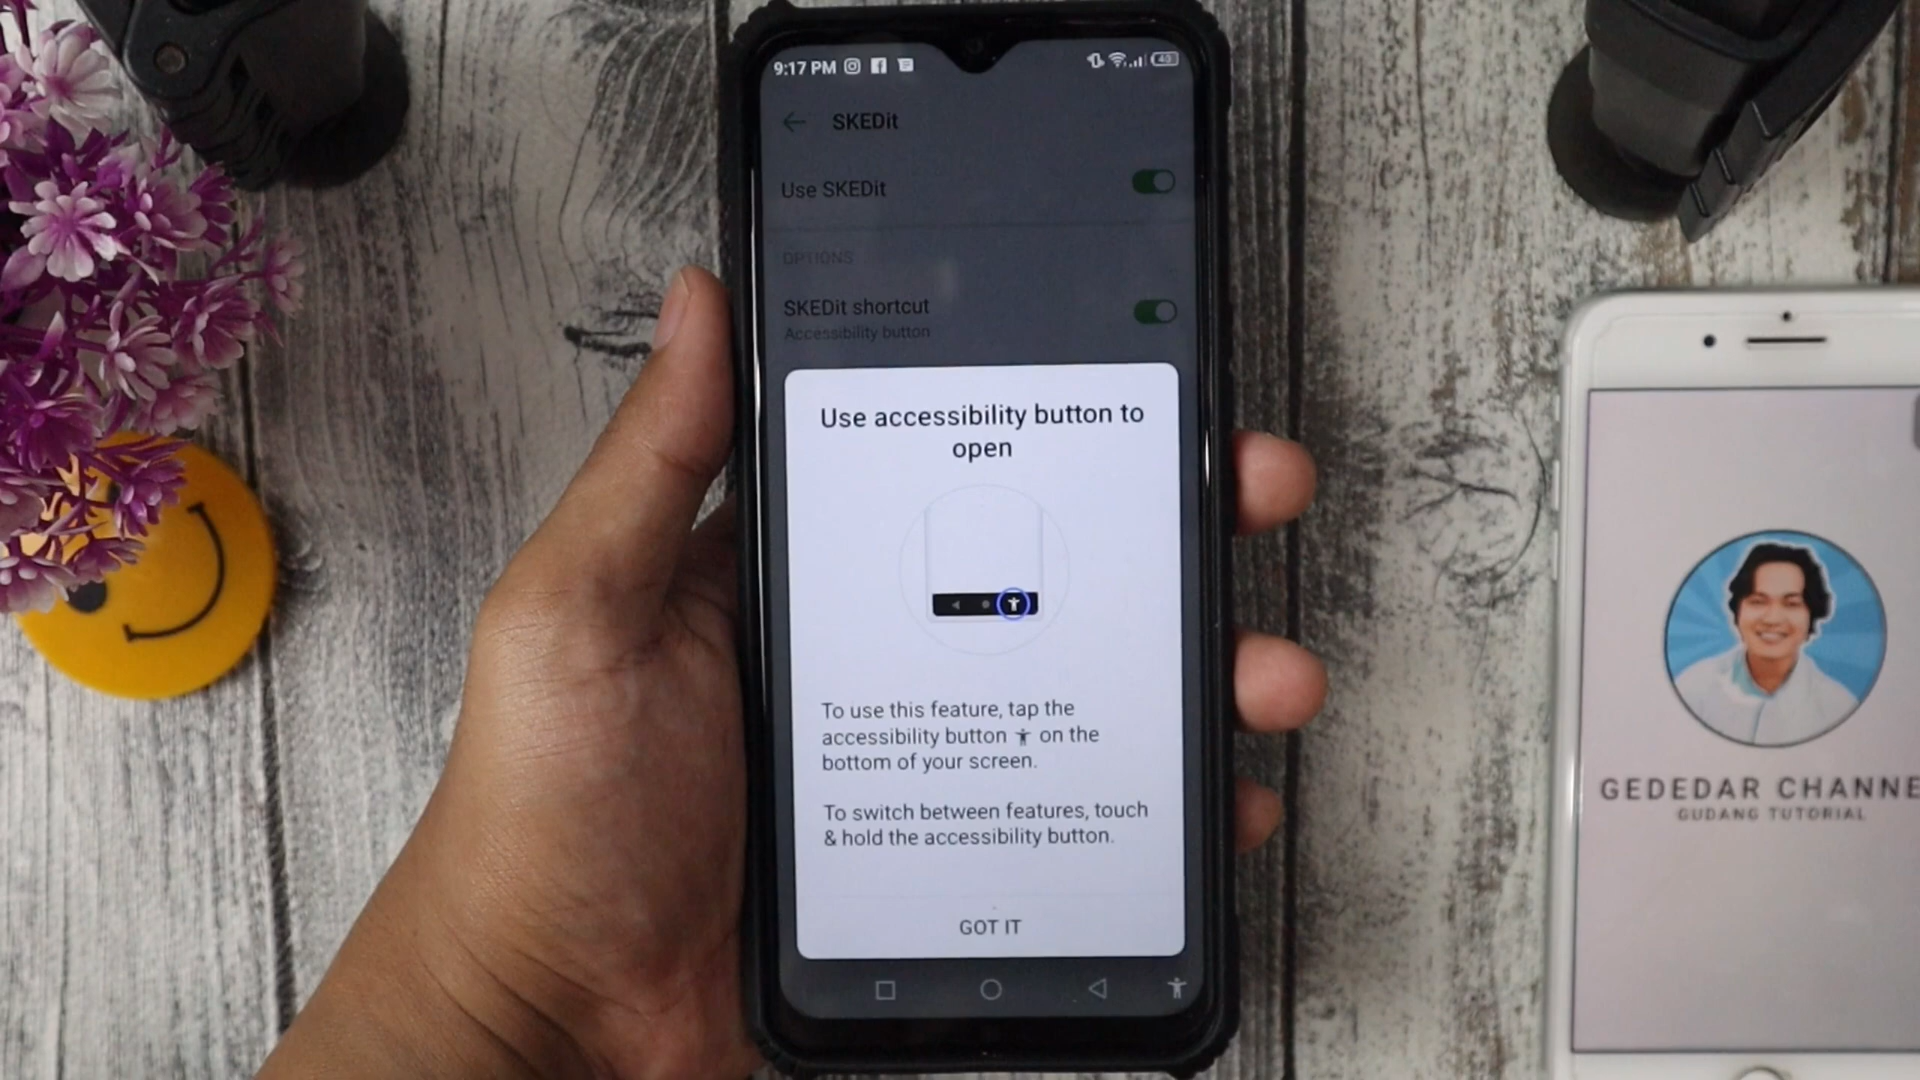 9:17 PM
40
SKEDit
Use SKEDit
OPTIONS
SKEDit shortcut
Accessibility button
Use accessibility button to
open
To use this feature, tap the
accessibility button on the
bottom of your screen.
To switch between features, touch
& hold the accessibility button.
GOT IT
GEDEDAR CHANNE
GUDANG TUTORIAL